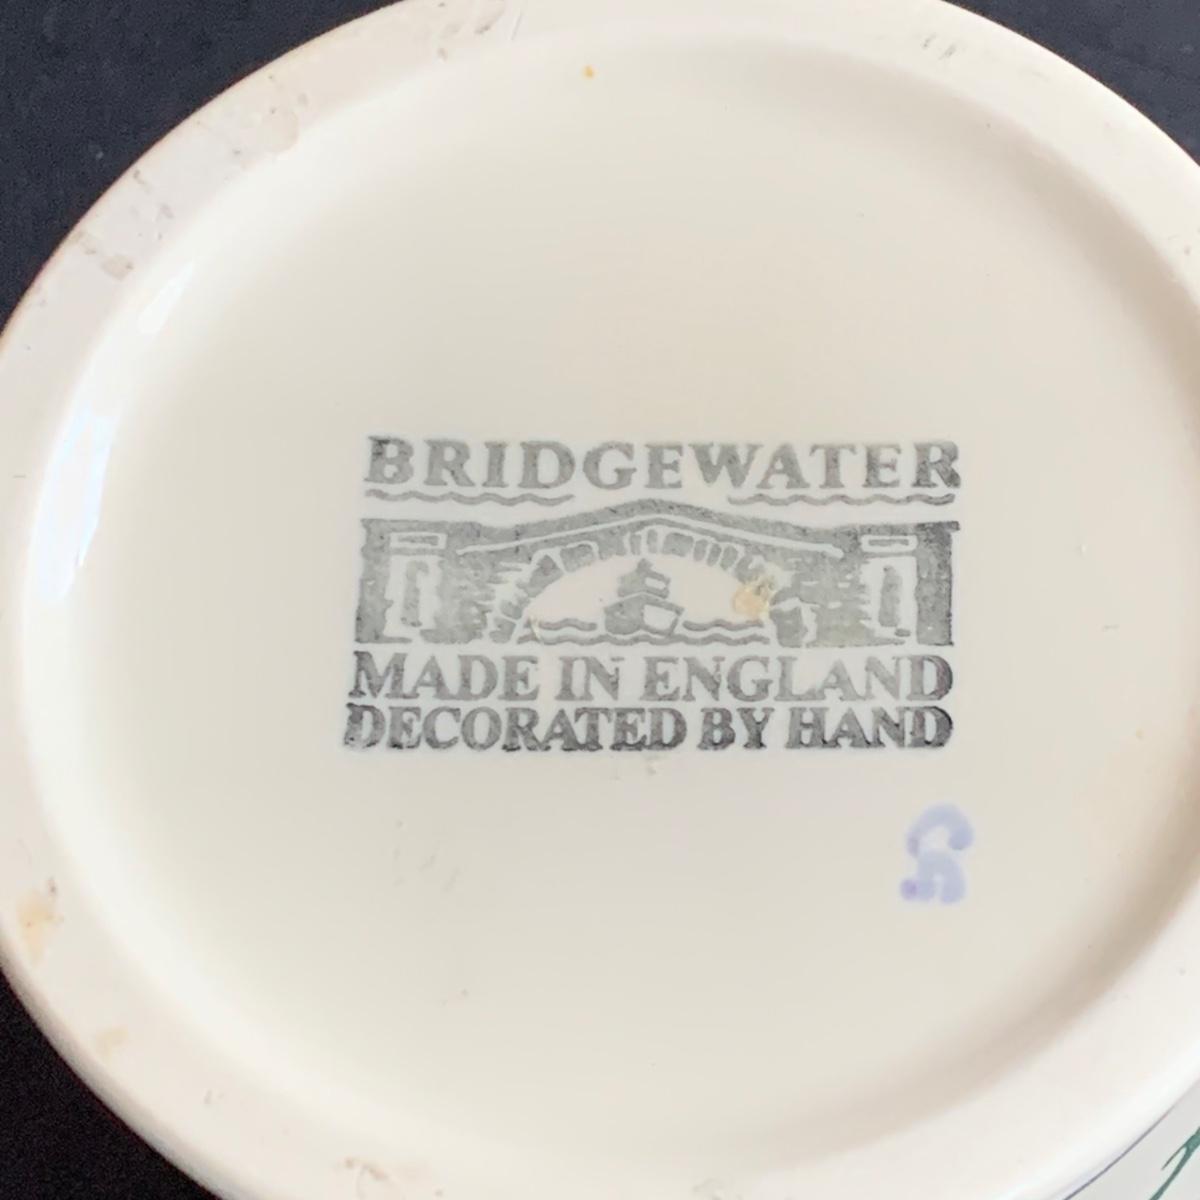 BRIDGEWATER
MADE IN ENGLAND
DECORATED BY HAND